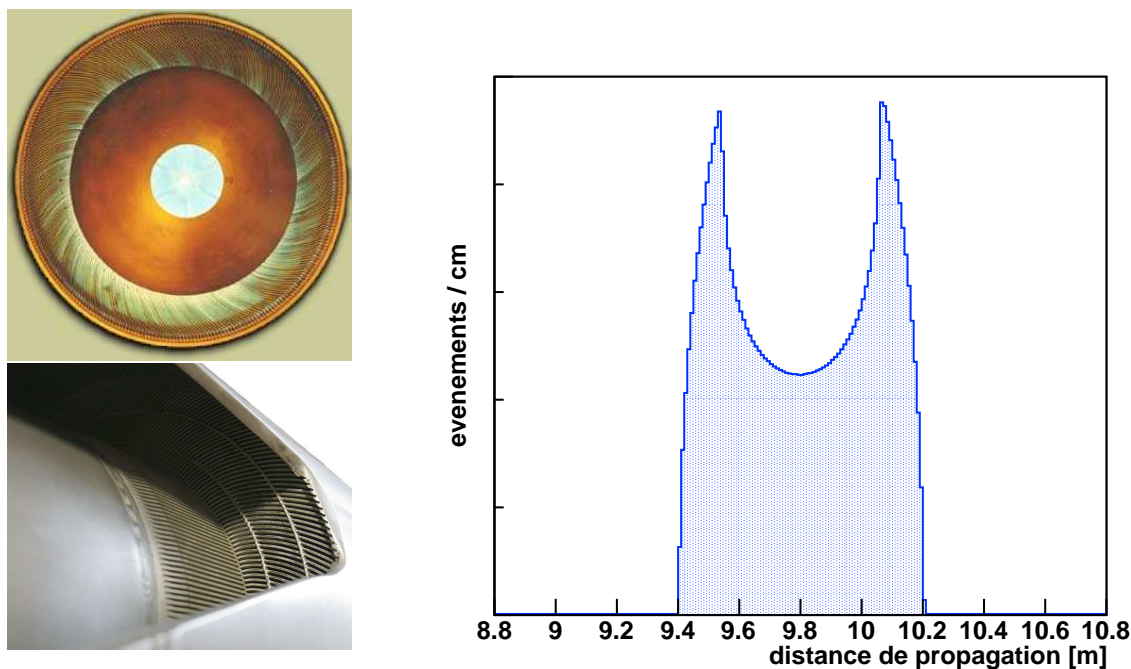 evenements / cm
8.8 9 9.2 9.4 9.6 9.8 10 10.2 10.4 10.6 10.8
distance de propagation [m]